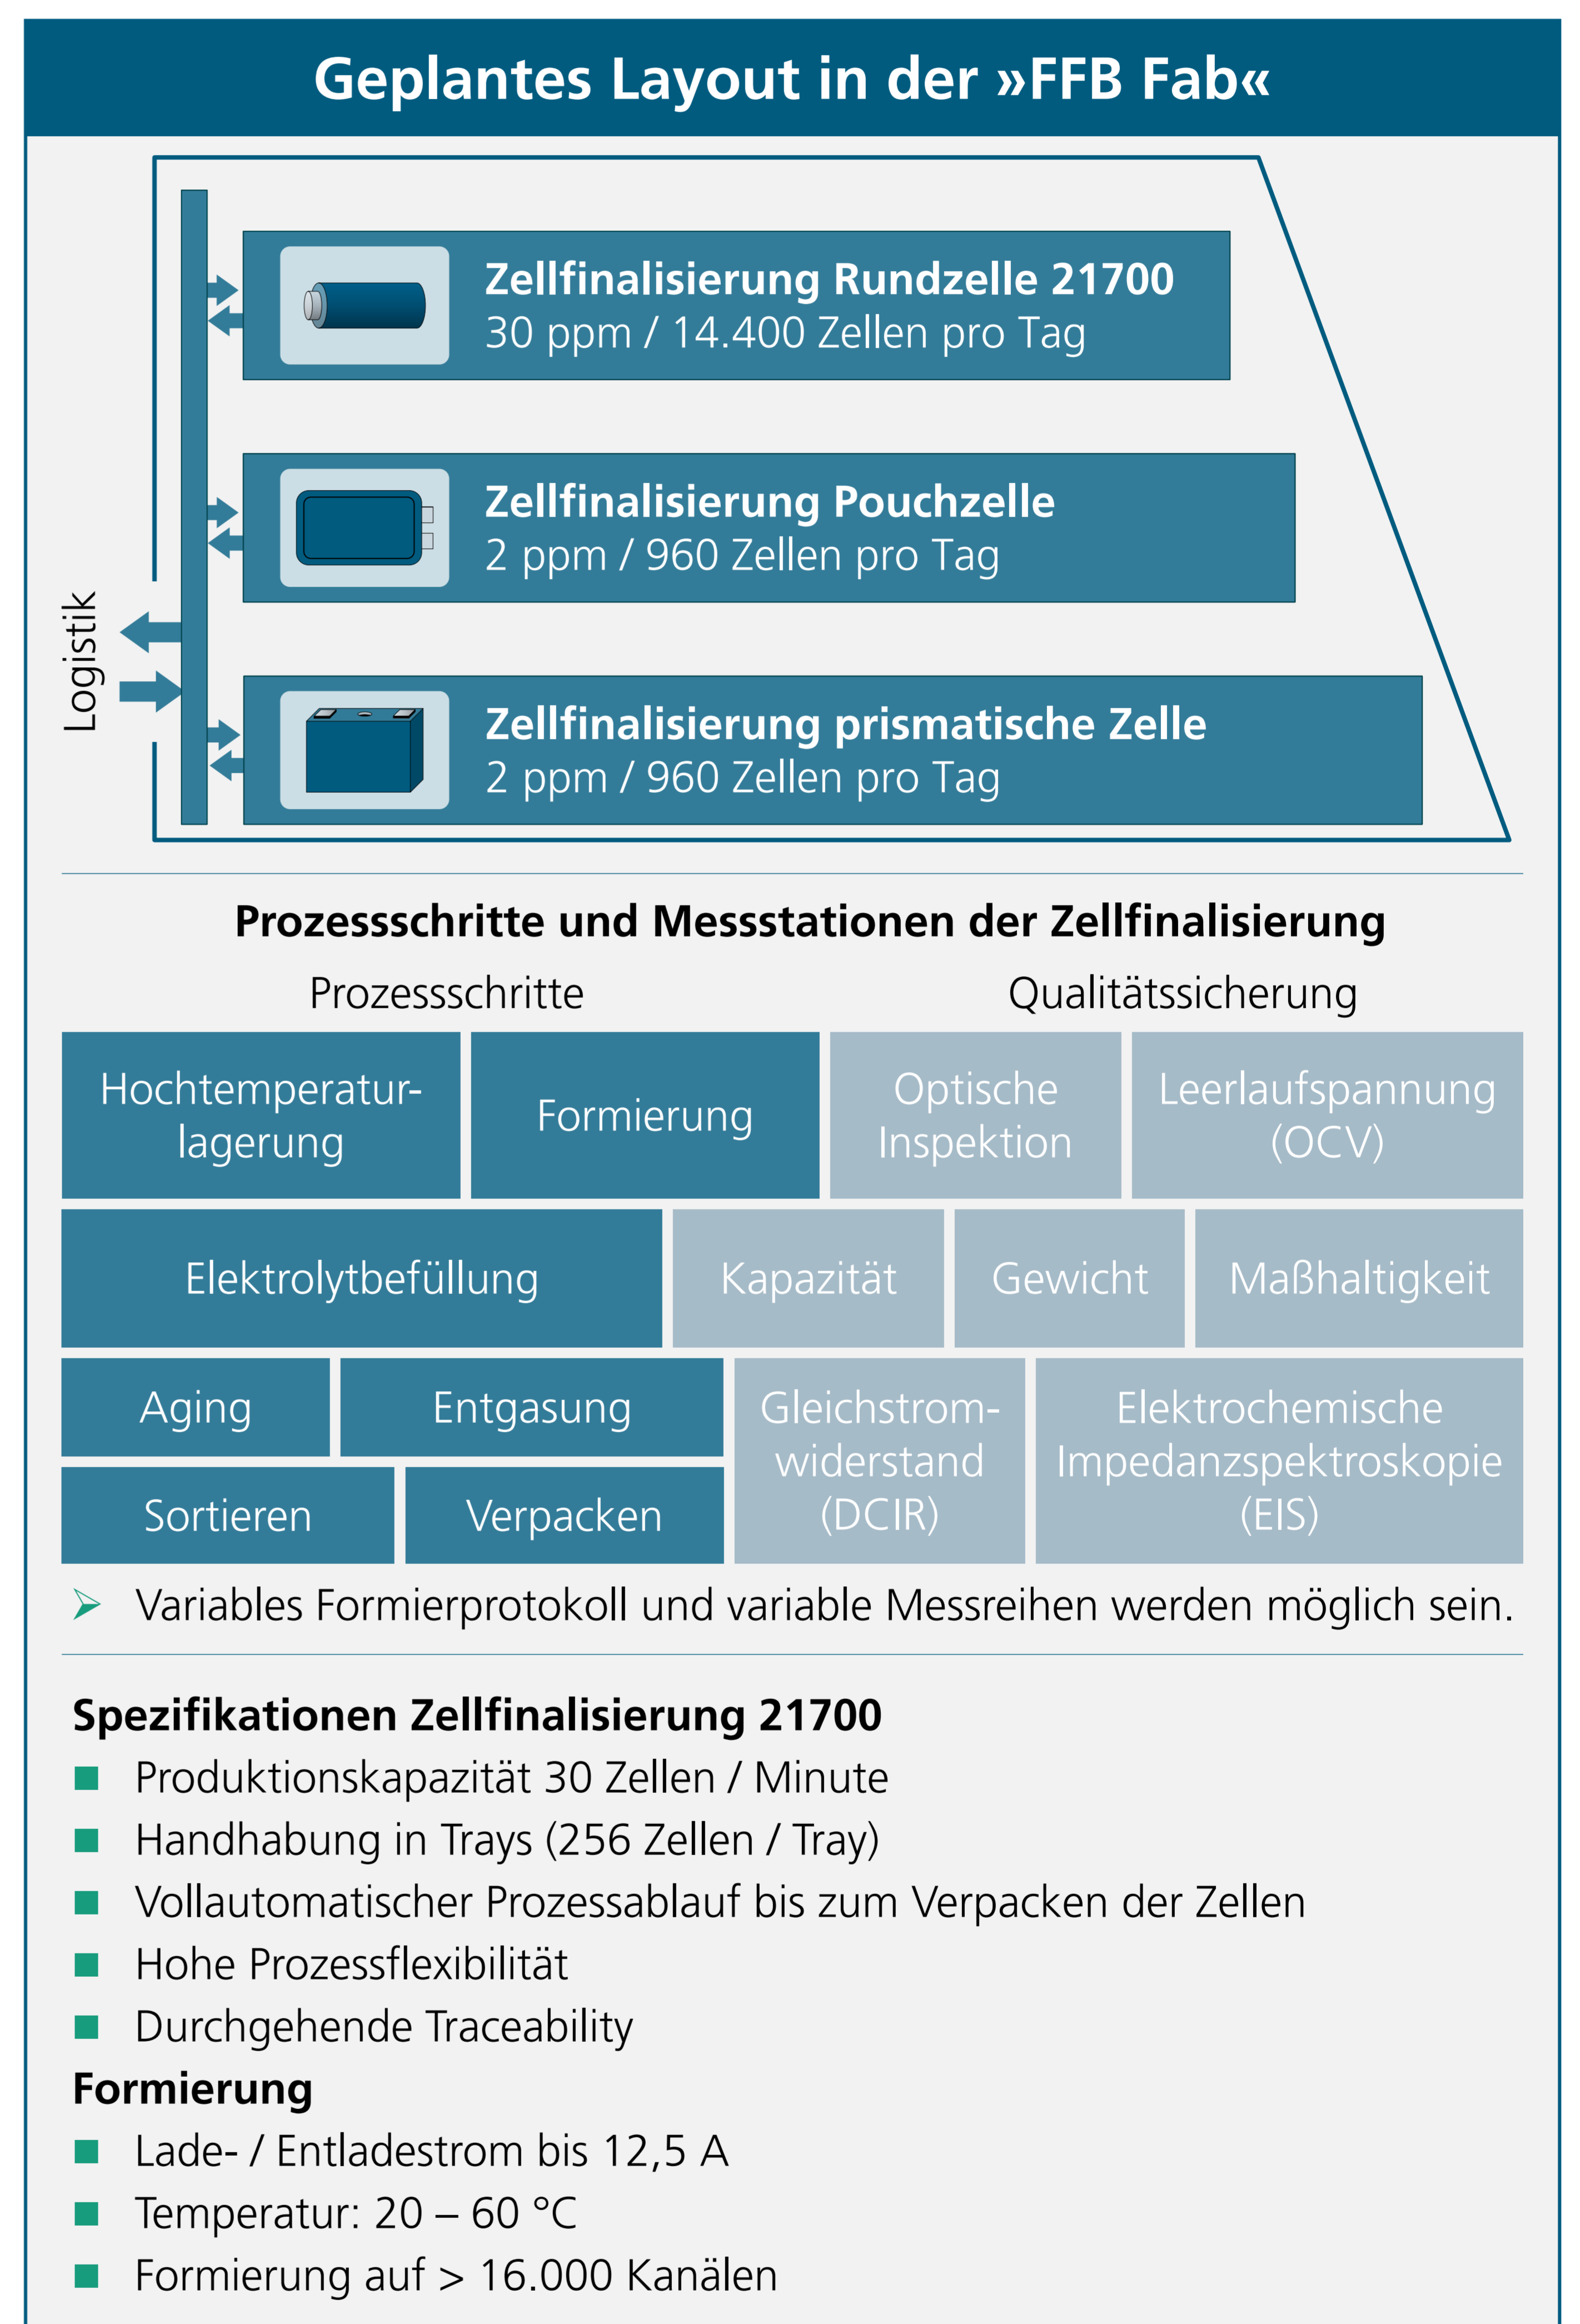 Geplantes Layout in der »FFB Fab«
Zellfinalisierung Rundzelle 21700
30 ppm / 14.400 Zellen pro Tag
Zellfinalisierung Pouchzelle
2 ppm / 960 Zellen pro Tag
Logistik
Zellfinalisierung prismatische Zelle
2 ppm / 960 Zellen pro Tag
Prozessschritte und Messstationen der Zellfinalisierung
Prozessschritte
Qualitätssicherung
Hochtemperatur-
lagerung
Formierung
Optische
Inspektion
Leerlaufspannung
(OCV)
Elektrolytbefüllung
Kapazität
Gewicht
Maßhaltigkeit
Aging
Entgasung
Sortieren
Verpacken
Gleichstrom-
widerstand
(DCIR)
Elektrochemische
Impedanzspektroskopie
(EIS)
Variables Formierprotokoll und variable Messreihen werden möglich sein.
Spezifikationen Zellfinalisierung 21700
Produktionskapazität 30 Zellen / Minute
Handhabung in Trays (256 Zellen / Tray)
Vollautomatischer Prozessablauf bis zum Verpacken der Zellen
Hohe Prozessflexibilität
Durchgehende Traceability
Formierung
Lade- / Entladestrom bis 12,5 A
Temperatur: 20 – 60 °C
Formierung auf > 16.000 Kanälen